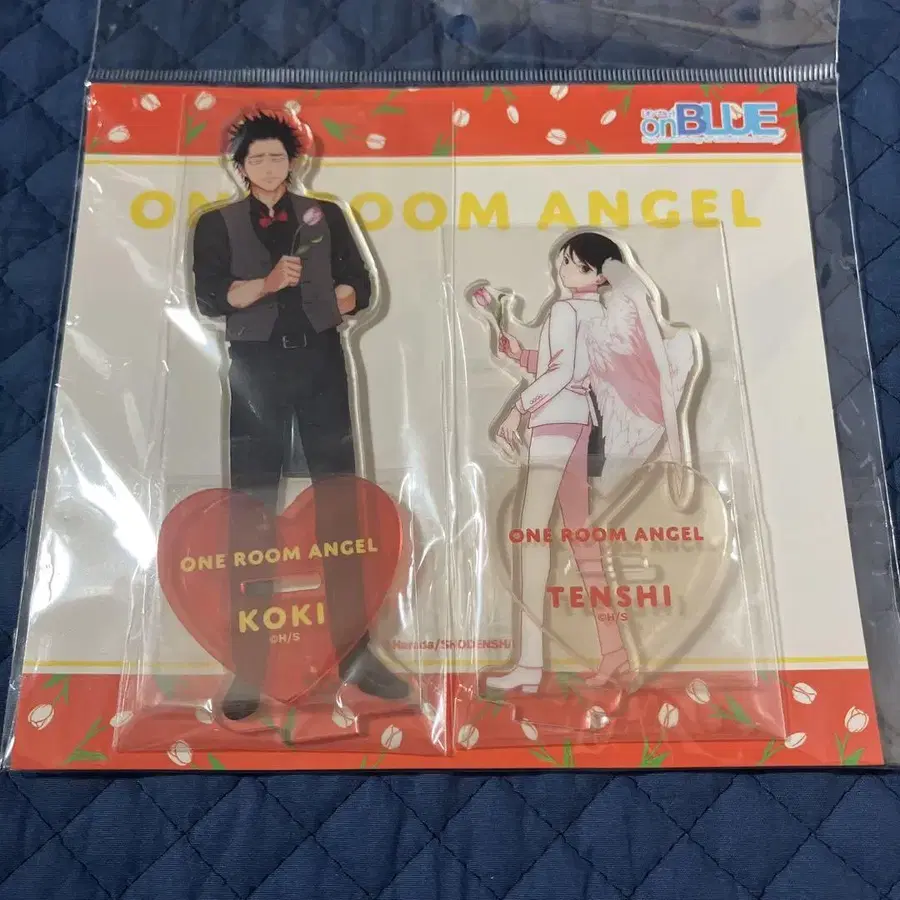 onBLUE
ONE ROOM ANGEL
ONE ROOM ANGEL
KOKI
©H/S
ONE ROOM ANGEL
TENSHI
©H/S
Harada/SHODENSHA